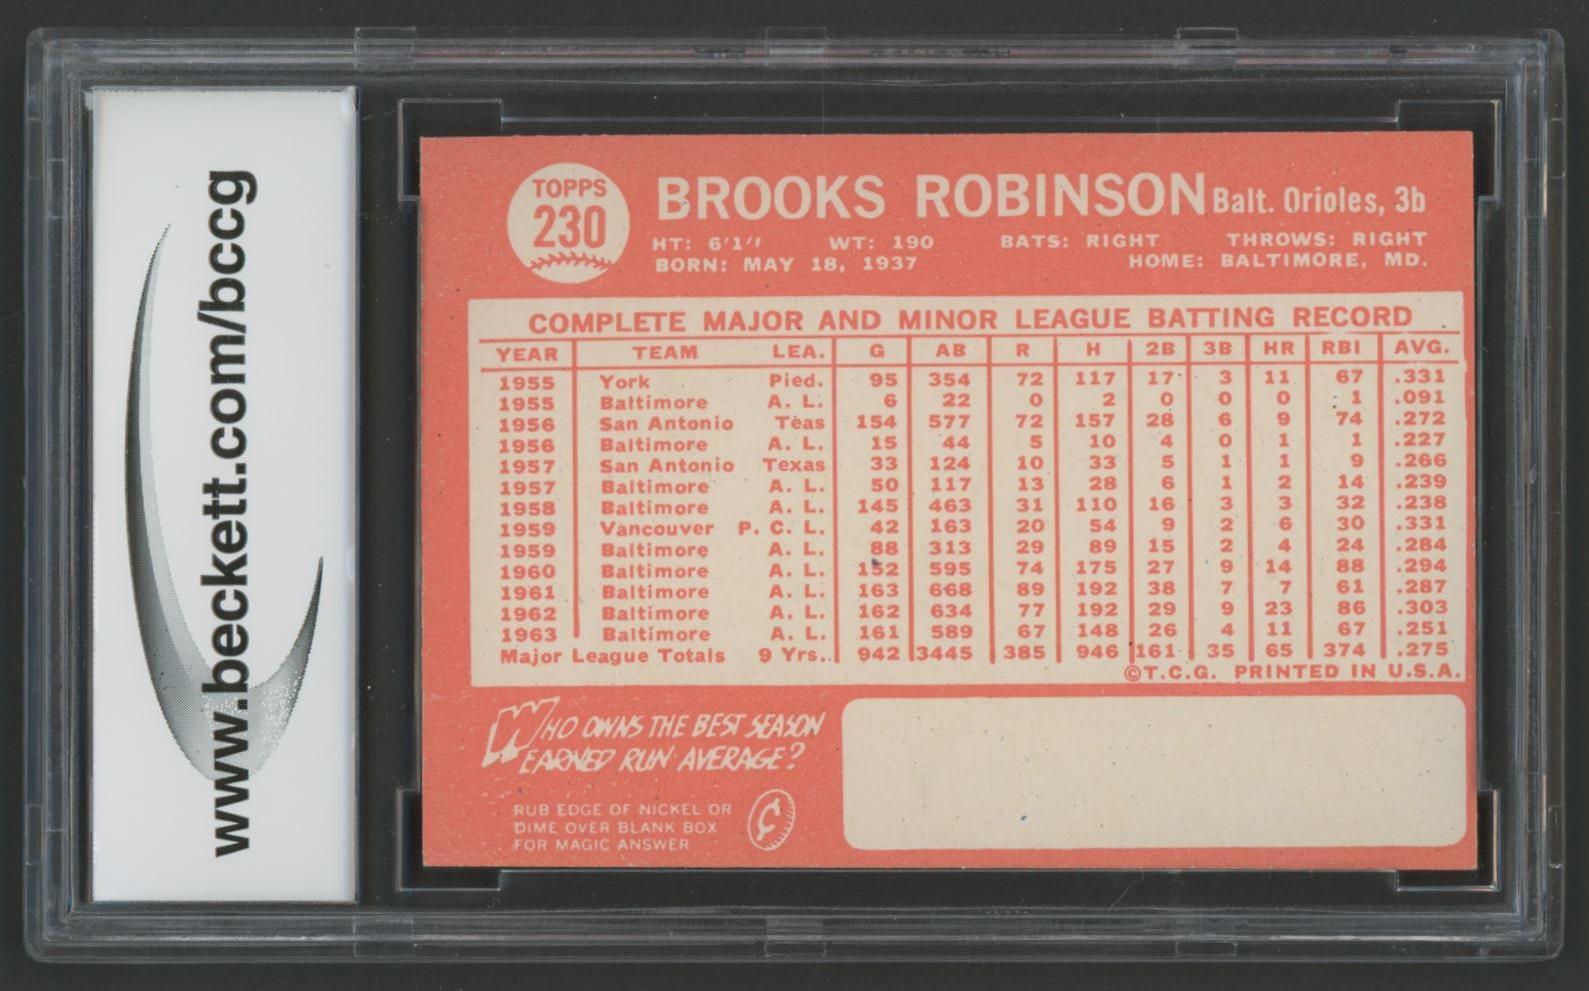 www.beckett.com/bccg
TOPPS
230
BROOKS ROBINSON Balt. Orioles, 3b
HT: 6'1" WT: 190 BATS: RIGHT THROWS: RIGHT
BORN: MAY 18, 1937 HOME: BALTIMORE, MD.
COMPLETE MAJOR AND MINOR LEAGUE BATTING RECORD
YEAR TEAM LEA. G AB R H 2B 3B HR RBI AVG.
1955 York Pied. 95 354 72 117 17 3 11 67 .331
1955 Baltimore A. L. 6 22 0 2 0 0 0 1 .091
1956 San Antonio Teas 154 577 72 157 28 6 9 74 .272
1956 Baltimore A. L. 15 44 5 10 4 0 1 1 .227
1957 San Antonio Texas 33 124 10 33 5 1 1 9 .266
1957 Baltimore A. L. 50 117 13 28 6 1 2 14 .239
1958 Baltimore A. L. 145 463 31 110 16 3 3 32 .238
1959 Vancouver P. C. L. 42 163 20 54 9 2 6 30 .331
1959 Baltimore A. L. 88 313 29 89 15 2 4 24 .284
1960 Baltimore A. L. 152 595 74 175 27 9 14 88 .294
1961 Baltimore A. L. 163 668 89 192 38 7 7 61 .287
1962 Baltimore A. L. 162 634 77 192 29 9 23 86 .303
1963 Baltimore A. L. 161 589 67 148 26 4 11 67 .251
Major League Totals 9 Yrs.. 942 3445 385 946 161 35 65 374 .275
©T.C.G. PRINTED IN U.S.A.
WHO OWNS THE BEST SEASON
EARNED RUN AVERAGE?
RUB EDGE OF NICKEL OR
DIME OVER BLANK BOX
FOR MAGIC ANSWER
¢